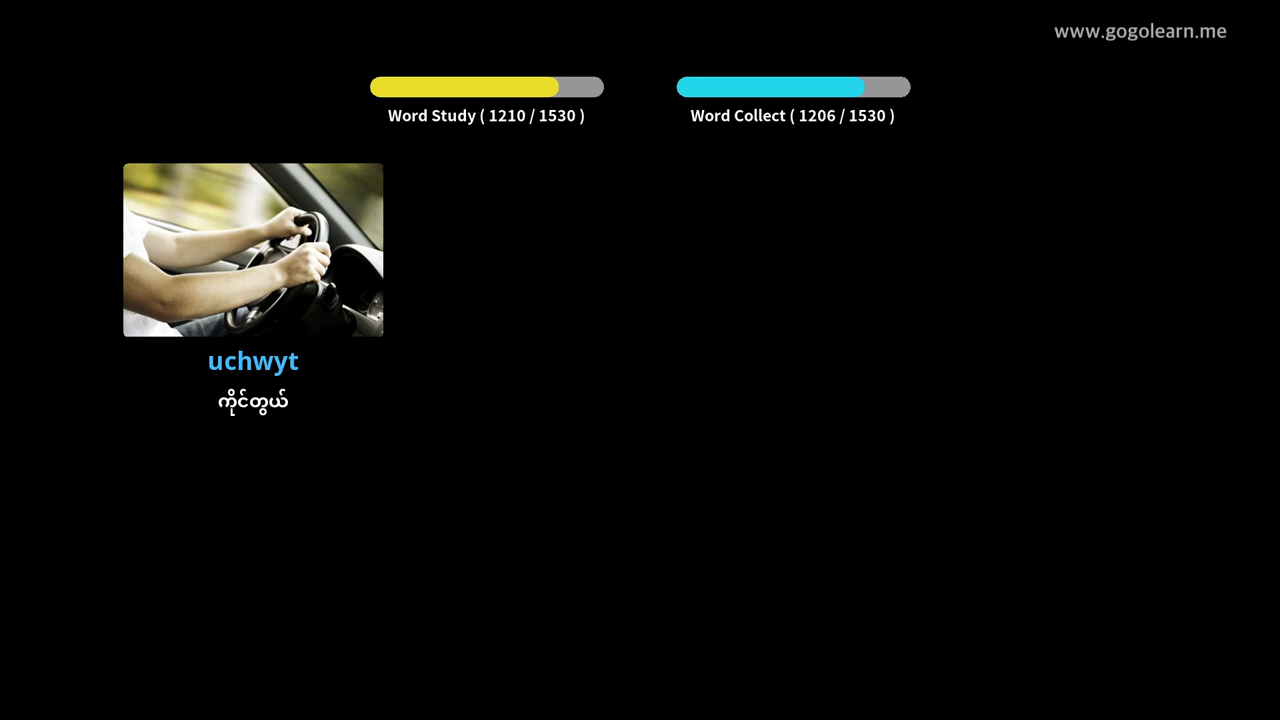 www.gogolearn.me
Word Study ( 1210 / 1530 )
Word Collect ( 1206 / 1530 )
uchwyt
ကိုင်တွယ်